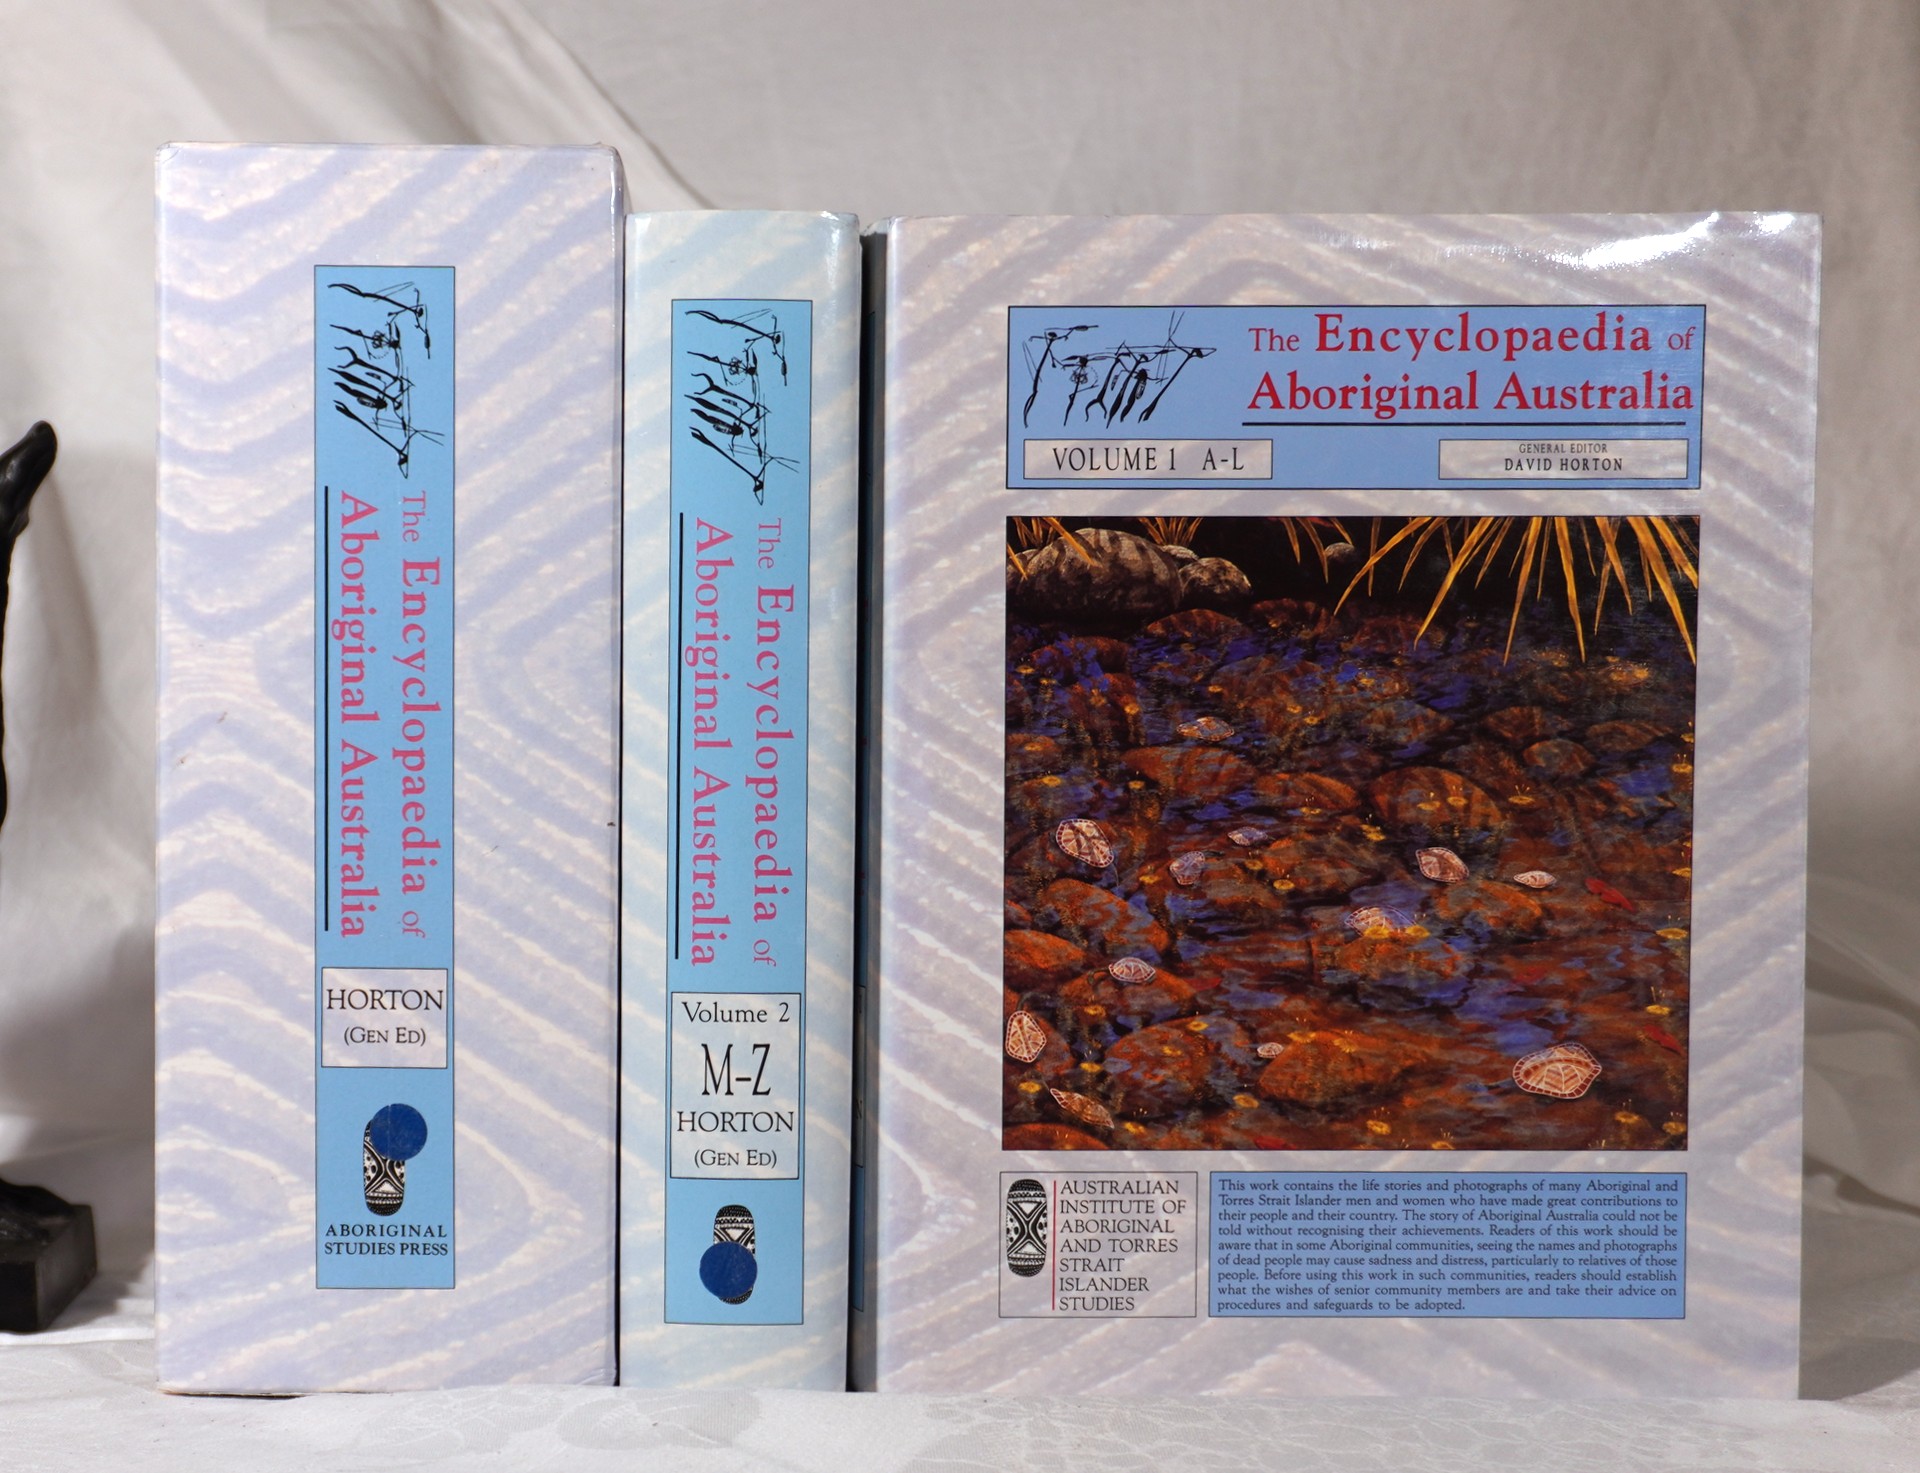 The Encyclopaedia of
Aboriginal Australia
HORTON
(GEN ED)
ABORIGINAL
STUDIES PRESS
The Encyclopaedia of
Aboriginal Australia
Volume 2
M-Z
HORTON
(GEN ED)
The Encyclopaedia of
Aboriginal Australia
VOLUME 1 A-L
GENERAL EDITOR
DAVID HORTON
AUSTRALIAN
INSTITUTE OF
ABORIGINAL
AND TORRES
STRAIT
ISLANDER
STUDIES
This work contains the life stories and photographs of many Aboriginal and
Torres Strait Islander men and women who have made great contributions to
their people and their country. The story of Aboriginal Australia could not be
told without recognising their achievements. Readers of this work should be
aware that in some Aboriginal communities, seeing the names and photographs
of dead people may cause sadness and distress, particularly to relatives of those
people. Before using this work in such communities, readers should establish
what the wishes of senior community members are and take their advice on
procedures and safeguards to be adopted.